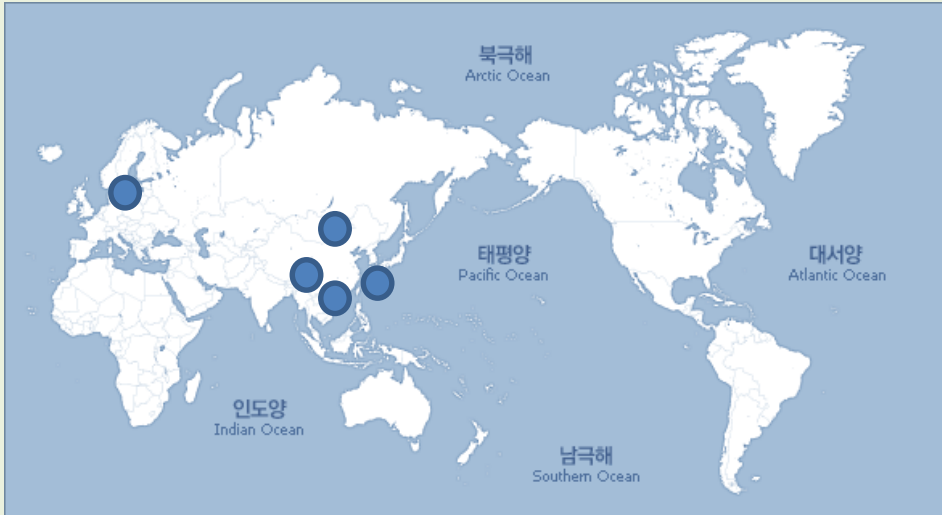 북극해
Arctic Ocean
태평양
Pacific Ocean
대서양
Atlantic Ocean
인도양
Indian Ocean
남극해
Southern Ocean